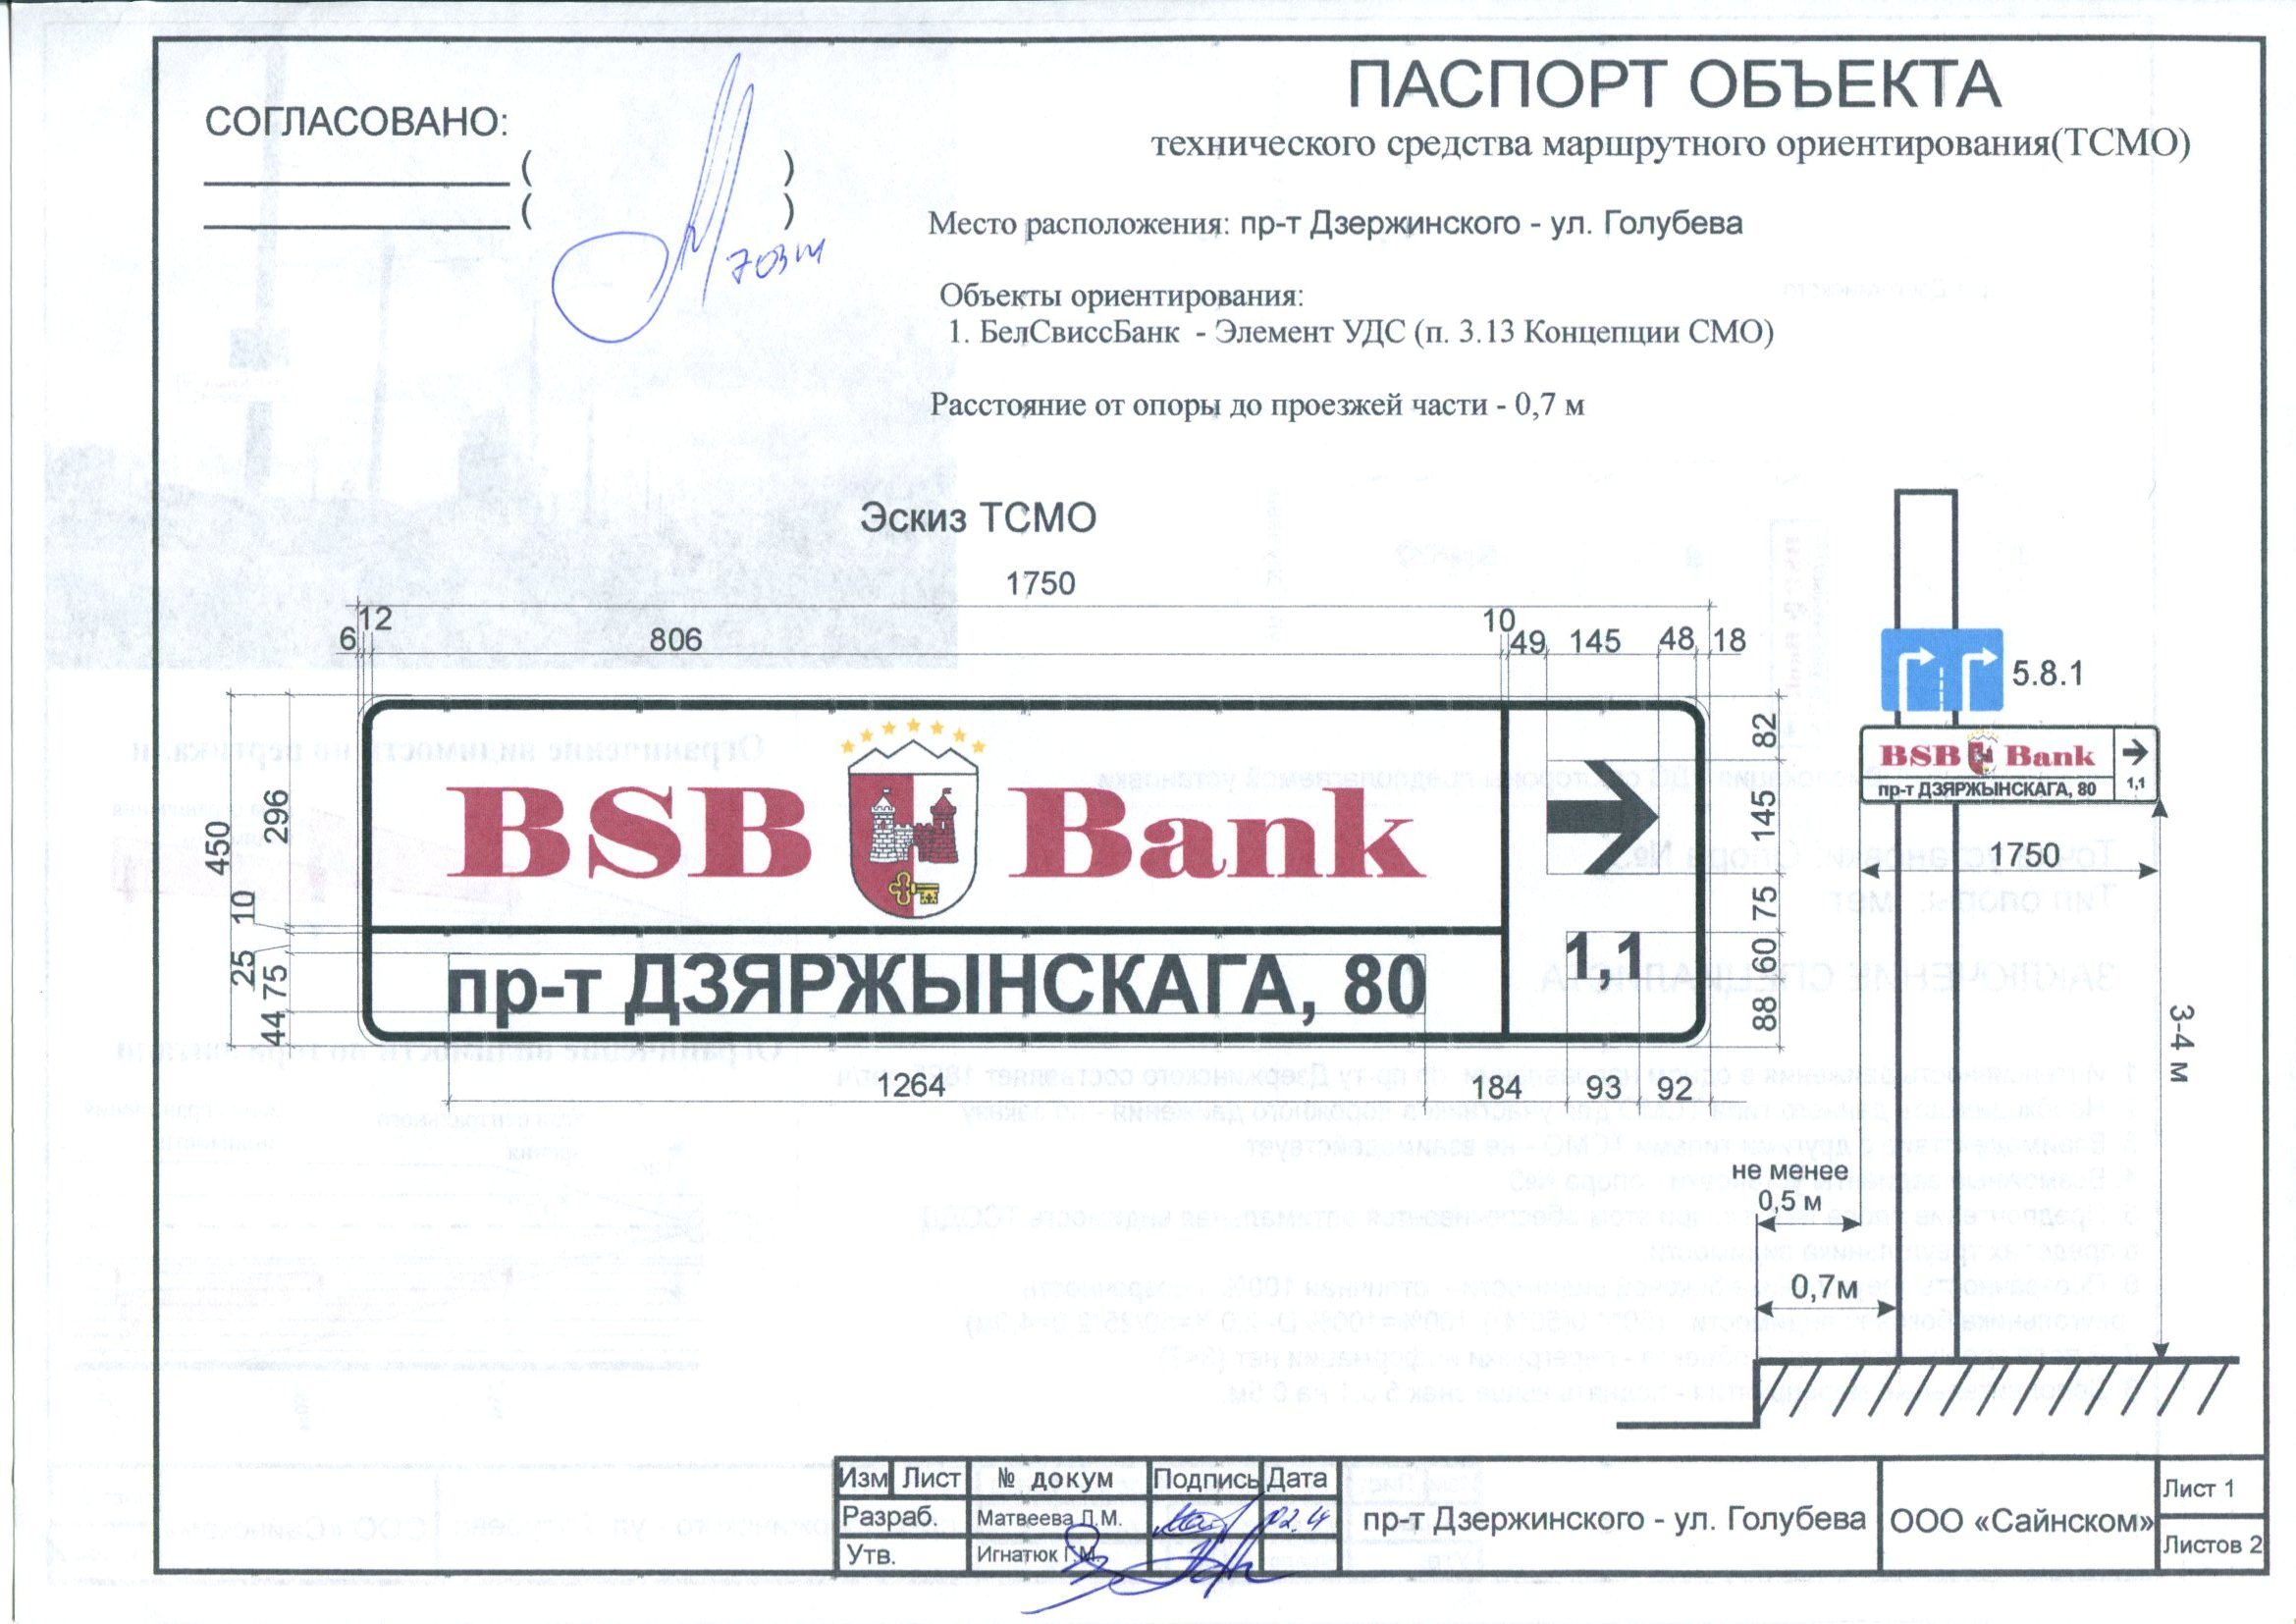 СОГЛАСОВАНО:
ПАСПОРТ ОБЪЕКТА
технического средства маршрутного ориентирования(ТСМО)
Место расположения: пр-т Дзержинского - ул. Голубева
Объекты ориентирования:
1. БелСвиссБанк - Элемент УДС (п. 3.13 Концепции СМО)
Расстояние от опоры до проезжей части - 0,7 м
Эскиз ТСМО
1750
6 12 806 10 49 145 48 18
450 296 10 25 75 44
BSB Bank
пр-т ДЗЯРЖЫНСКАГА, 80
1,1
82 145 75 60 88
1264 184 93 92
5.8.1
BSB Bank
пр-т ДЗЯРЖЫНСКАГА, 80
1,1
1750
3-4 м
не менее
0,5 м
0,7м
Изм Лист № докум Подпись Дата
Разраб. Матвеева Л.М.
Утв. Игнатюк Г.М.
пр-т Дзержинского - ул. Голубева
ООО «Сайнском»
Лист 1
Листов 2